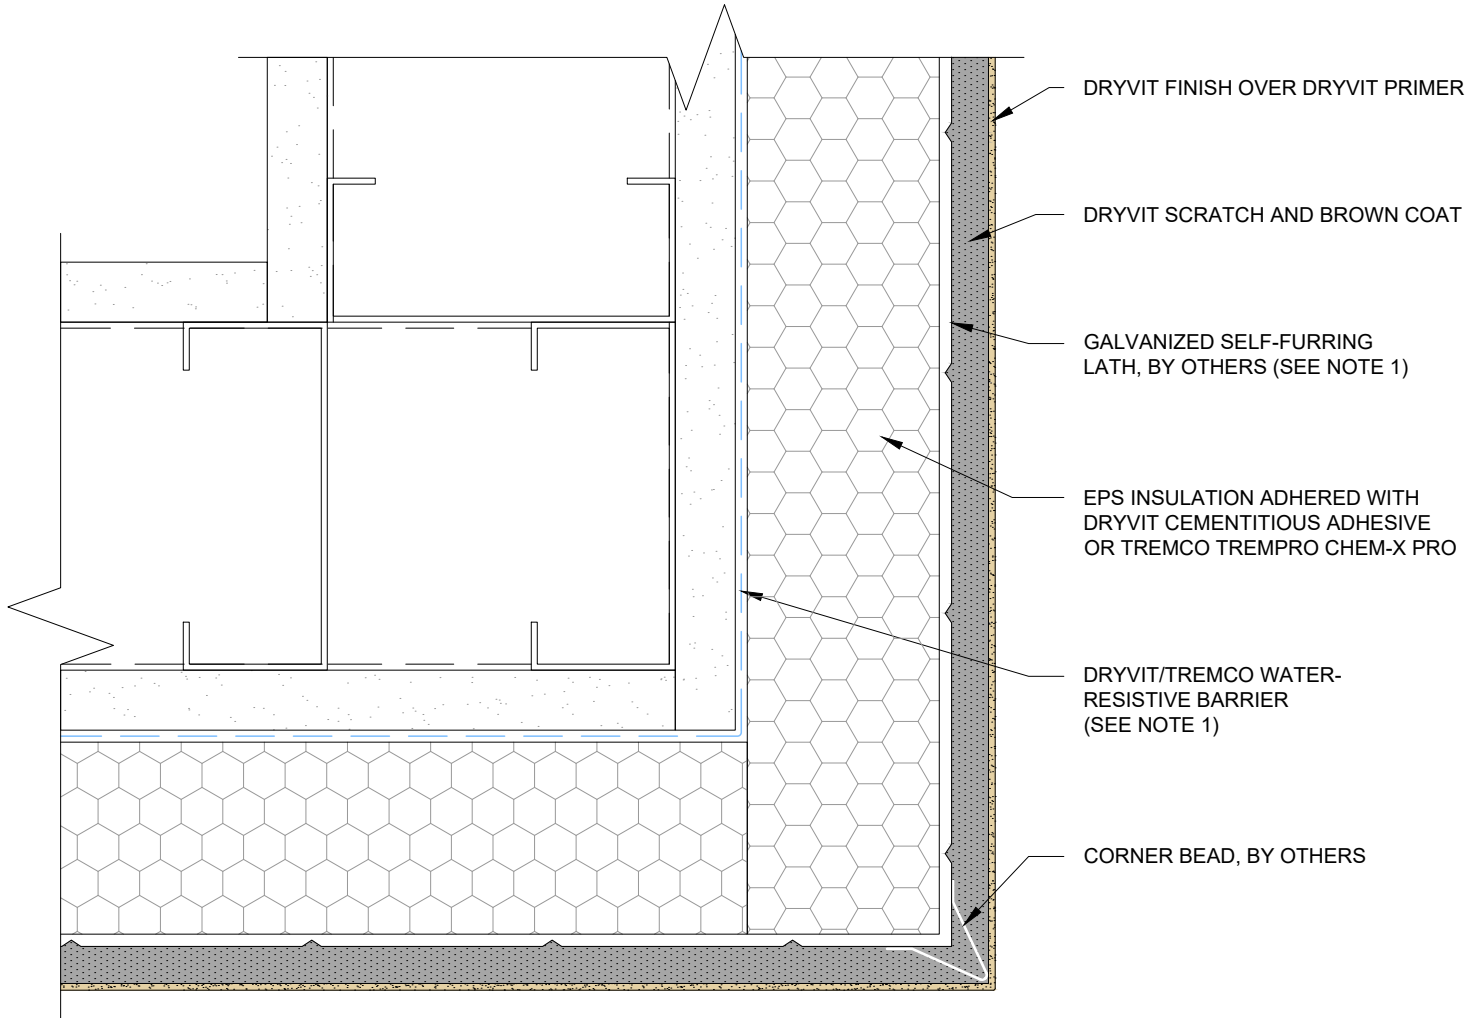 DRYVIT FINISH OVER DRYVIT PRIMER
DRYVIT SCRATCH AND BROWN COAT
GALVANIZED SELF-FURRING
LATH, BY OTHERS (SEE NOTE 1)
EPS INSULATION ADHERED WITH
DRYVIT CEMENTITIOUS ADHESIVE
OR TREMCO TREMPRO CHEM-X PRO
DRYVIT/TREMCO WATER-
RESISTIVE BARRIER
(SEE NOTE 1)
CORNER BEAD, BY OTHERS